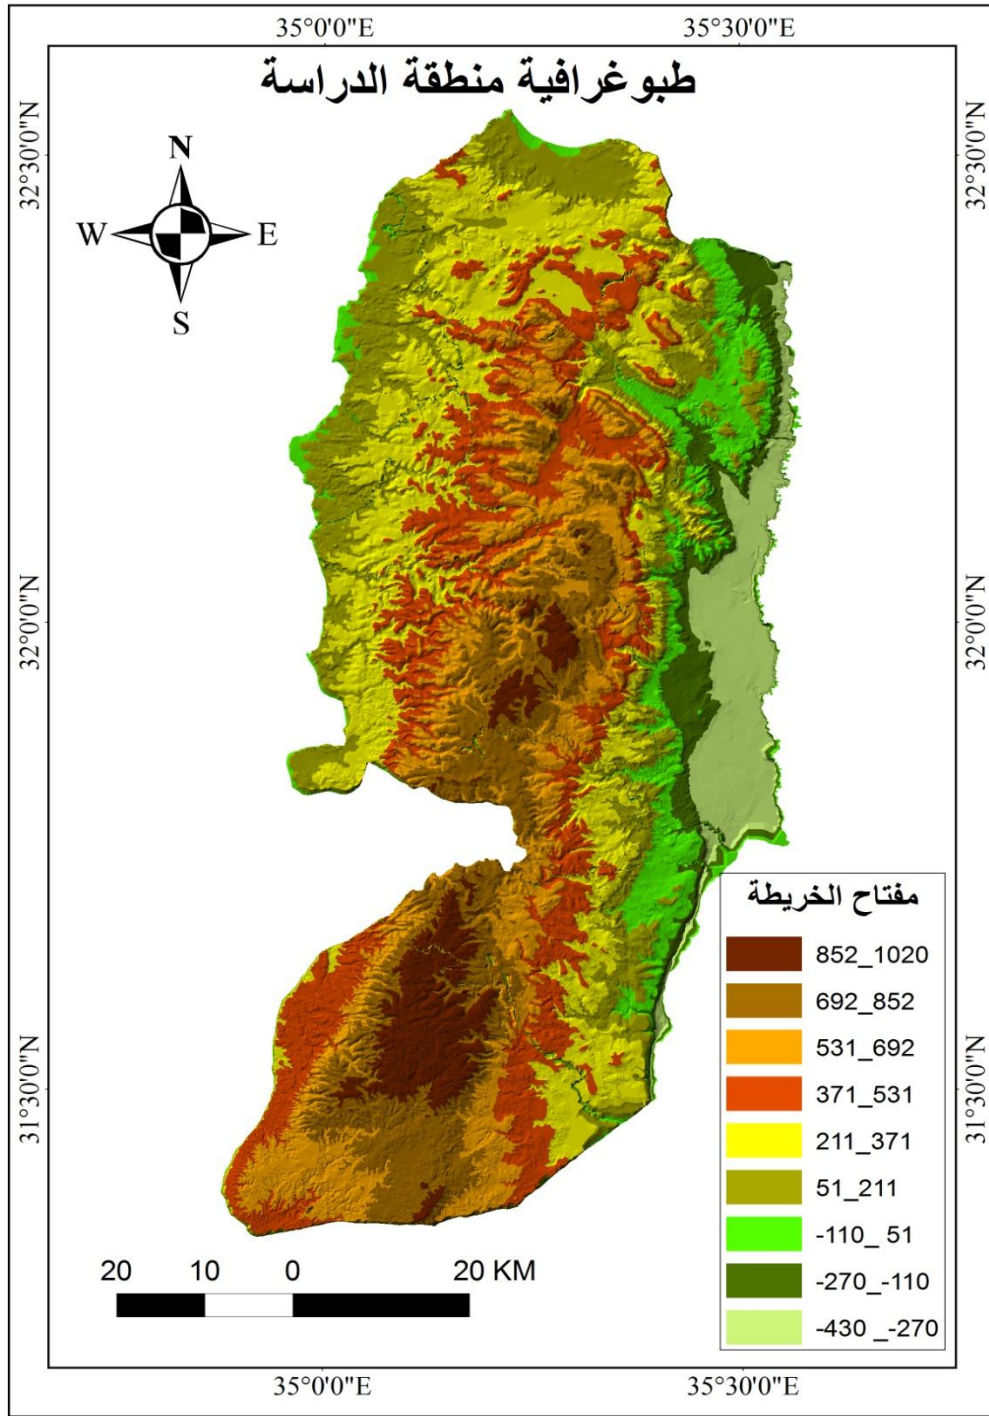 35°0'0"E 35°30'0"E
طبوغرافية منطقة الدراسة
32°30'0"N 32°30'0"N
N
W E
S
32°0'0"N 32°0'0"N
مفتاح الخريطة
852_1020
692_852
531_692
371_531
211_371
51_211
-110_ 51
-270_-110
-430 _-270
31°30'0"N 31°30'0"N
20 10 0 20 KM
35°0'0"E 35°30'0"E